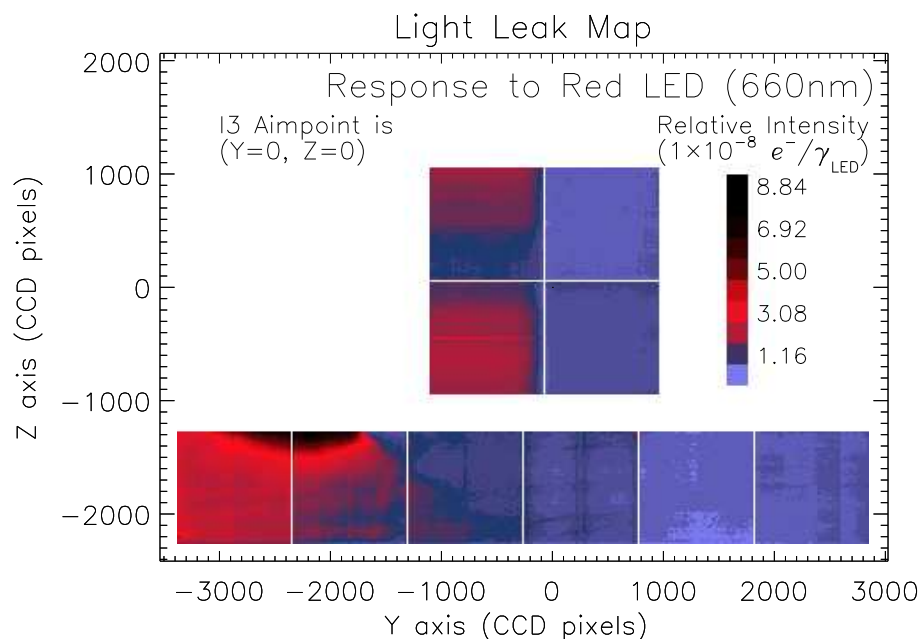 Light Leak Map
Response to Red LED (660nm)
I3 Aimpoint is
(Y=0, Z=0)
Relative Intensity
(1×10⁻⁸ e⁻/γ_LED)
8.84
6.92
5.00
3.08
1.16
Z axis (CCD pixels)
2000
1000
0
−1000
−2000
−3000 −2000 −1000 0 1000 2000 3000
Y axis (CCD pixels)